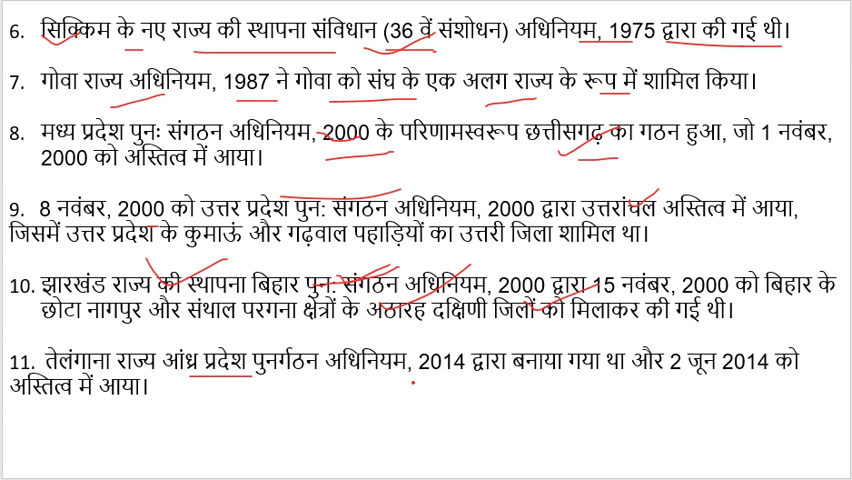 6. सिक्किम के नए राज्य की स्थापना संविधान (36 वें संशोधन) अधिनियम, 1975 द्वारा की गई थी।
7. गोवा राज्य अधिनियम, 1987 ने गोवा को संघ के एक अलग राज्य के रूप में शामिल किया।
8. मध्य प्रदेश पुनः संगठन अधिनियम, 2000 के परिणामस्वरूप छत्तीसगढ़ का गठन हुआ, जो 1 नवंबर,
2000 को अस्तित्व में आया।
9. 8 नवंबर, 2000 को उत्तर प्रदेश पुन: संगठन अधिनियम, 2000 द्वारा उत्तरांचल अस्तित्व में आया,
जिसमें उत्तर प्रदेश के कुमाऊं और गढ़वाल पहाड़ियों का उत्तरी जिला शामिल था।
10. झारखंड राज्य की स्थापना बिहार पुन: संगठन अधिनियम, 2000 द्वारा 15 नवंबर, 2000 को बिहार के
छोटा नागपुर और संथाल परगना क्षेत्रों के अठारह दक्षिणी जिलों को मिलाकर की गई थी।
11. तेलंगाना राज्य आंध्र प्रदेश पुनर्गठन अधिनियम, 2014 द्वारा बनाया गया था और 2 जून 2014 को
अस्तित्व में आया।